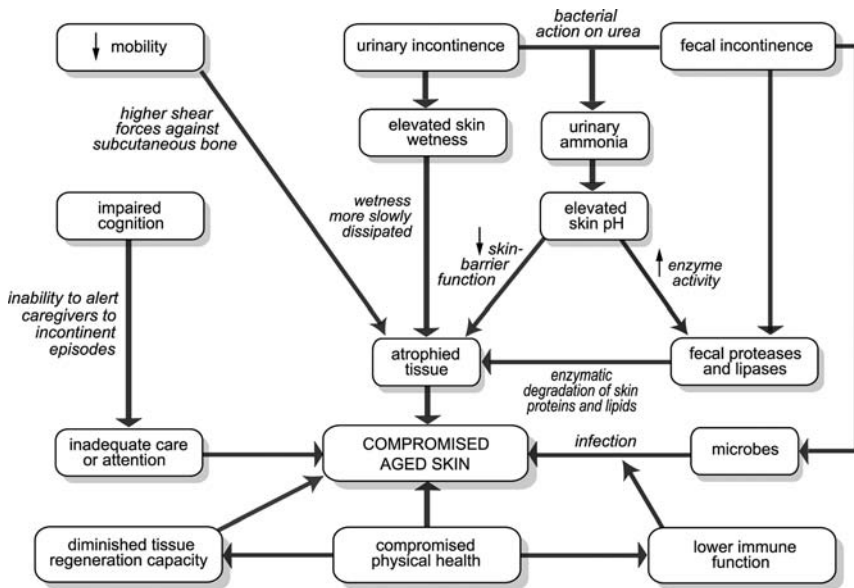 ↓ mobility
urinary incontinence
bacterial
action on urea
fecal incontinence
higher shear
forces against
subcutaneous bone
elevated skin
wetness
urinary
ammonia
impaired
cognition
wetness
more slowly
dissipated
elevated
skin pH
↓ skin-
barrier
function
↑ enzyme
activity
inability to alert
caregivers to
incontinent
episodes
atrophied
tissue
fecal proteases
and lipases
enzymatic
degradation of skin
proteins and lipids
inadequate care
or attention
COMPROMISED
AGED SKIN
infection
microbes
diminished tissue
regeneration capacity
compromised
physical health
lower immune
function